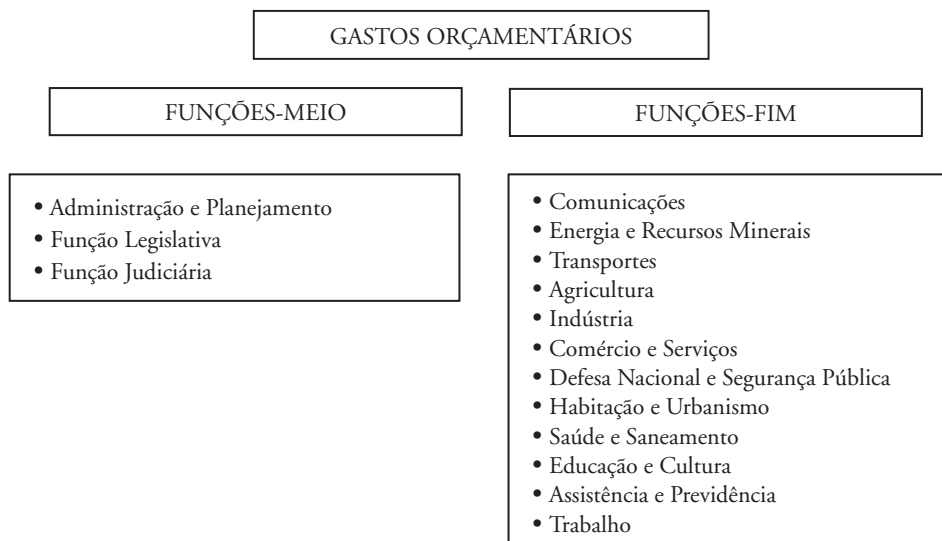 GASTOS ORÇAMENTÁRIOS
FUNÇÕES-MEIO
• Administração e Planejamento
• Função Legislativa
• Função Judiciária
FUNÇÕES-FIM
• Comunicações
• Energia e Recursos Minerais
• Transportes
• Agricultura
• Indústria
• Comércio e Serviços
• Defesa Nacional e Segurança Pública
• Habitação e Urbanismo
• Saúde e Saneamento
• Educação e Cultura
• Assistência e Previdência
• Trabalho